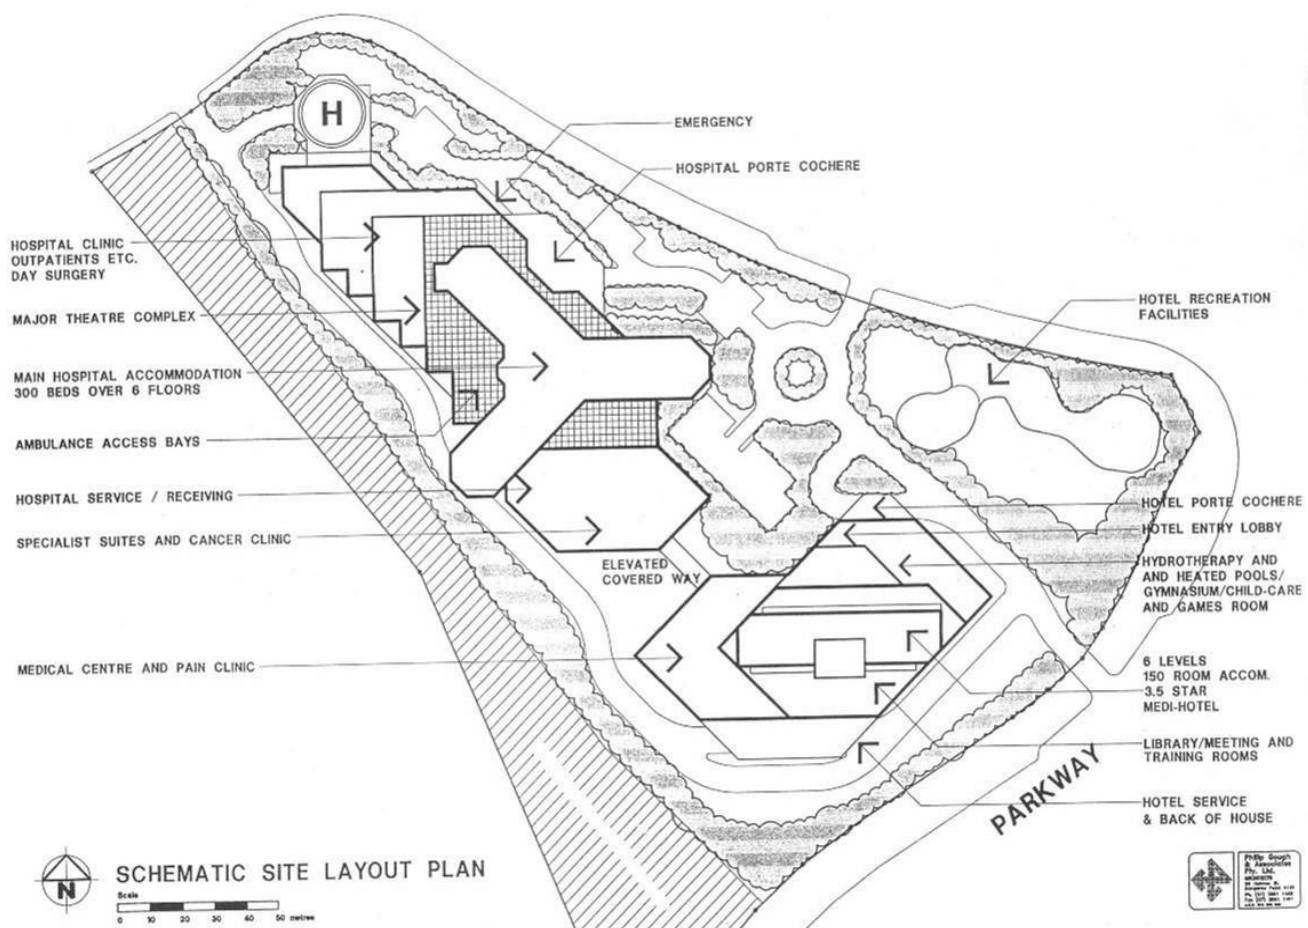 H
EMERGENCY
HOSPITAL PORTE COCHERE
HOSPITAL CLINIC
OUTPATIENTS ETC.
DAY SURGERY
MAJOR THEATRE COMPLEX
MAIN HOSPITAL ACCOMMODATION
300 BEDS OVER 6 FLOORS
AMBULANCE ACCESS BAYS
HOSPITAL SERVICE / RECEIVING
SPECIALIST SUITES AND CANCER CLINIC
ELEVATED
COVERED WAY
MEDICAL CENTRE AND PAIN CLINIC
HOTEL RECREATION
FACILITIES
HOTEL PORTE COCHERE
HOTEL ENTRY LOBBY
HYDROTHERAPY AND
AND HEATED POOLS/
GYMNASIUM/CHILD-CARE
AND GAMES ROOM
6 LEVELS
150 ROOM ACCOM.
3.5 STAR
MEDI-HOTEL
LIBRARY/MEETING AND
TRAINING ROOMS
HOTEL SERVICE
& BACK OF HOUSE
PARKWAY
N
SCHEMATIC SITE LAYOUT PLAN
Scale
0 10 20 30 40 50 metres
Philip Gough
& Associates
Pty. Ltd.
ARCHITECTS